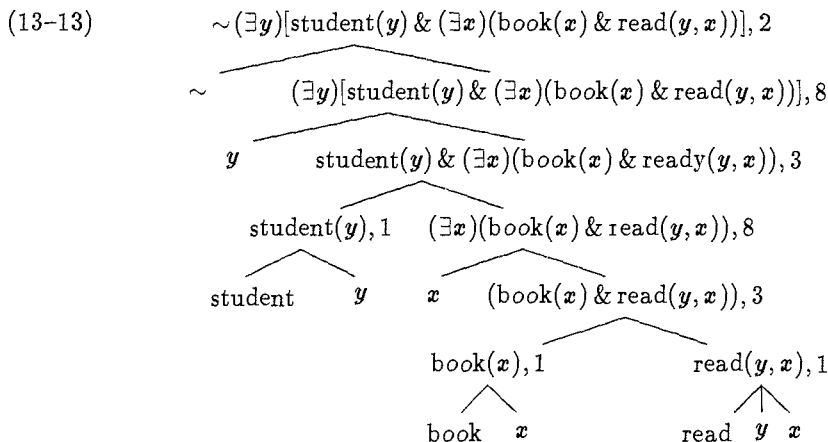 (13–13) ∼(∃y)[student(y) & (∃x)(book(x) & read(y, x))], 2
∼ (∃y)[student(y) & (∃x)(book(x) & read(y, x))], 8
y student(y) & (∃x)(book(x) & ready(y, x)), 3
student(y), 1 (∃x)(book(x) & read(y, x)), 8
student y x (book(x) & read(y, x)), 3
book(x), 1 read(y, x), 1
book x read y x